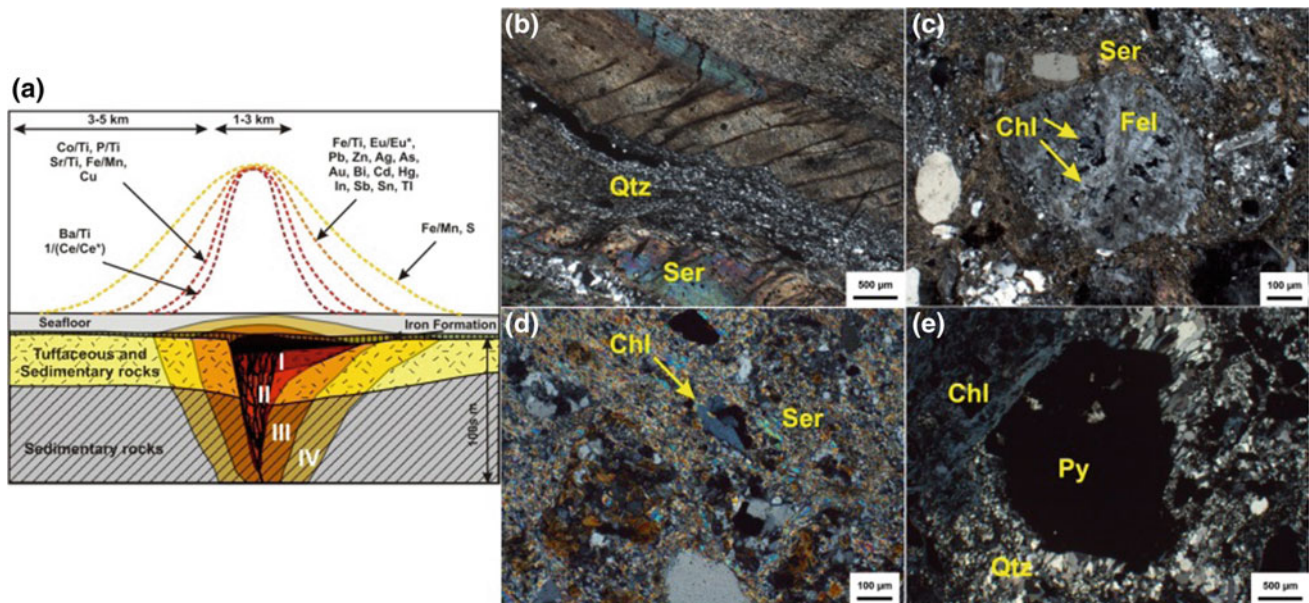 (a)
3-5 km
1-3 km
Co/Ti, P/Ti
Sr/Ti, Fe/Mn,
Cu
Fe/Ti, Eu/Eu*,
Pb, Zn, Ag, As,
Au, Bi, Cd, Hg,
In, Sb, Sn, Tl
Ba/Ti
1/(Ce/Ce*)
Fe/Mn, S
Seafloor
Iron Formation
Tuffaceous and
Sedimentary rocks
I
II
III
IV
Sedimentary rocks
100s m
(b)
Qtz
Ser
500 µm
(c)
Ser
Chl
Fel
100 µm
(d)
Chl
Ser
100 µm
(e)
Chl
Py
Qtz
500 µm